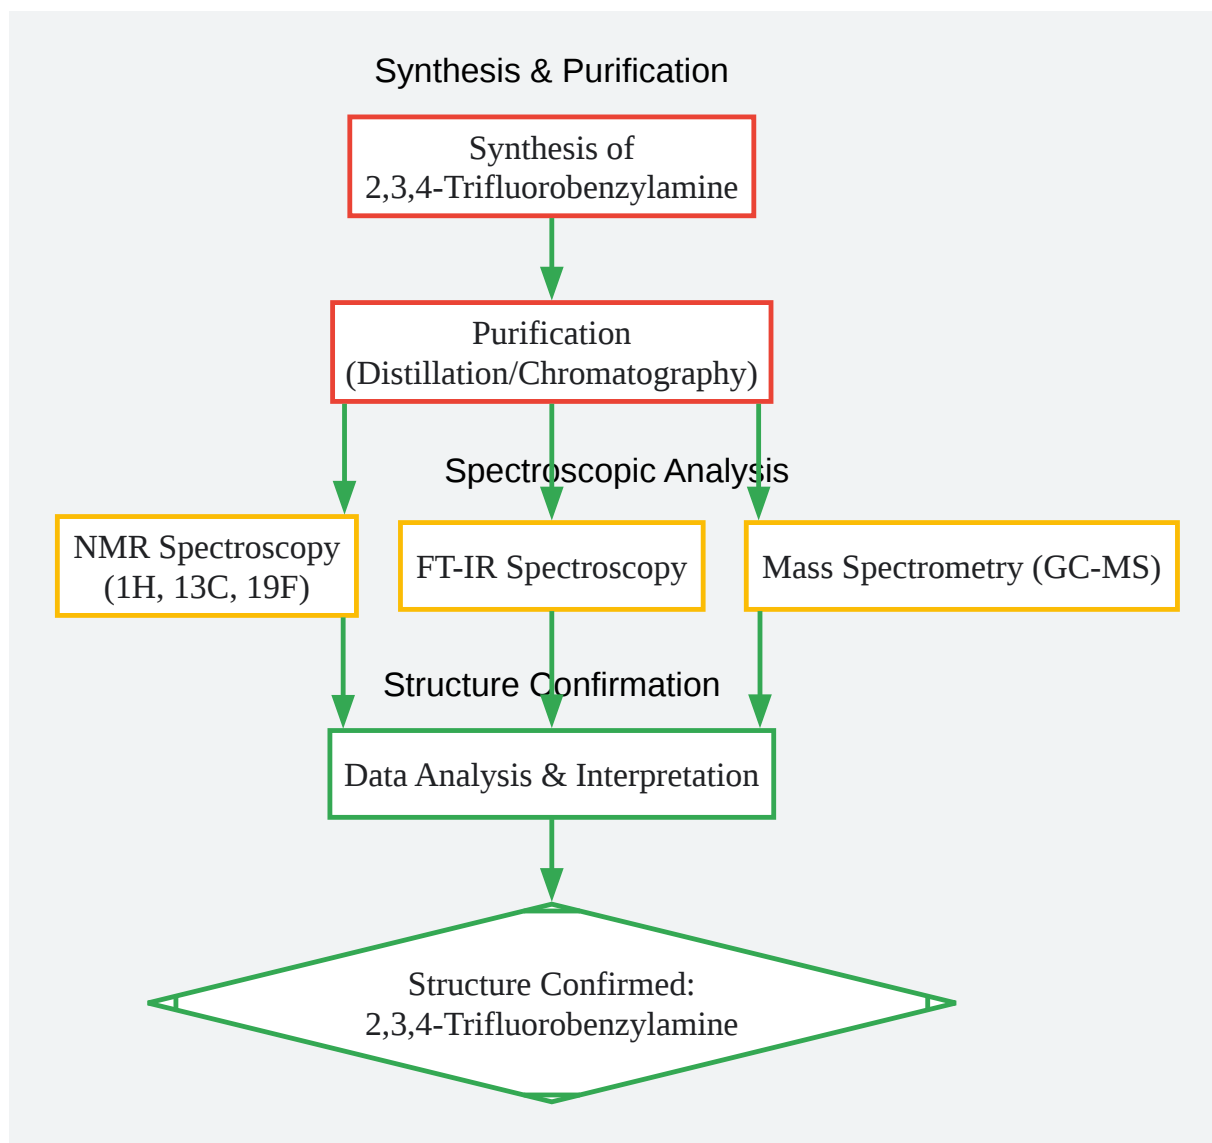 Synthesis & Purification
Synthesis of
2,3,4-Trifluorobenzylamine
Purification
(Distillation/Chromatography)
Spectroscopic Analysis
NMR Spectroscopy
(1H, 13C, 19F)
FT-IR Spectroscopy
Mass Spectrometry (GC-MS)
Structure Confirmation
Data Analysis & Interpretation
Structure Confirmed:
2,3,4-Trifluorobenzylamine